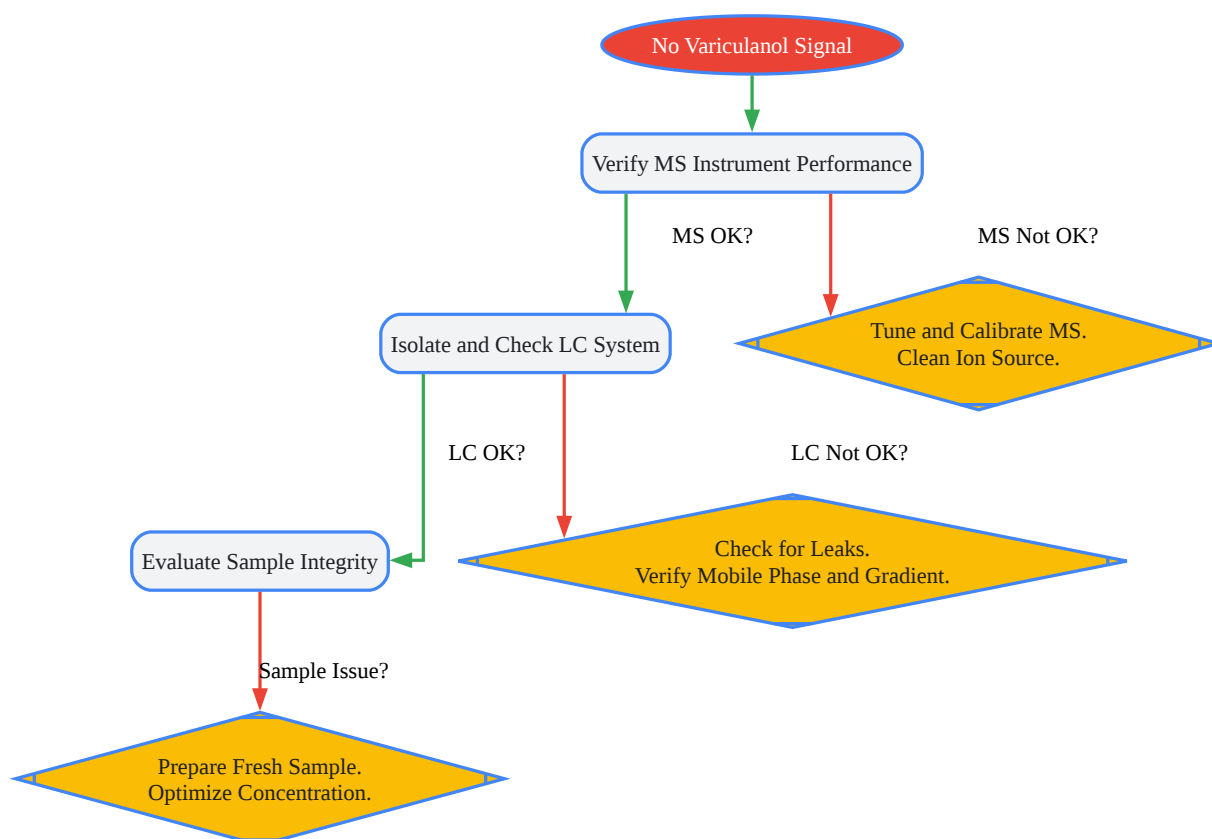 No Variculanol Signal
Verify MS Instrument Performance
MS OK?
MS Not OK?
Isolate and Check LC System
Tune and Calibrate MS.
Clean Ion Source.
LC OK?
LC Not OK?
Evaluate Sample Integrity
Check for Leaks.
Verify Mobile Phase and Gradient.
Sample Issue?
Prepare Fresh Sample.
Optimize Concentration.